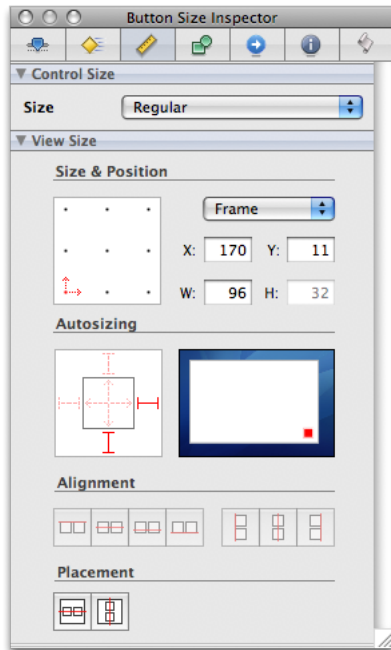 Button Size Inspector
Control Size
Size Regular
View Size
Size & Position
Frame
X: 170 Y: 11
W: 96 H: 32
Autosizing
Alignment
Placement